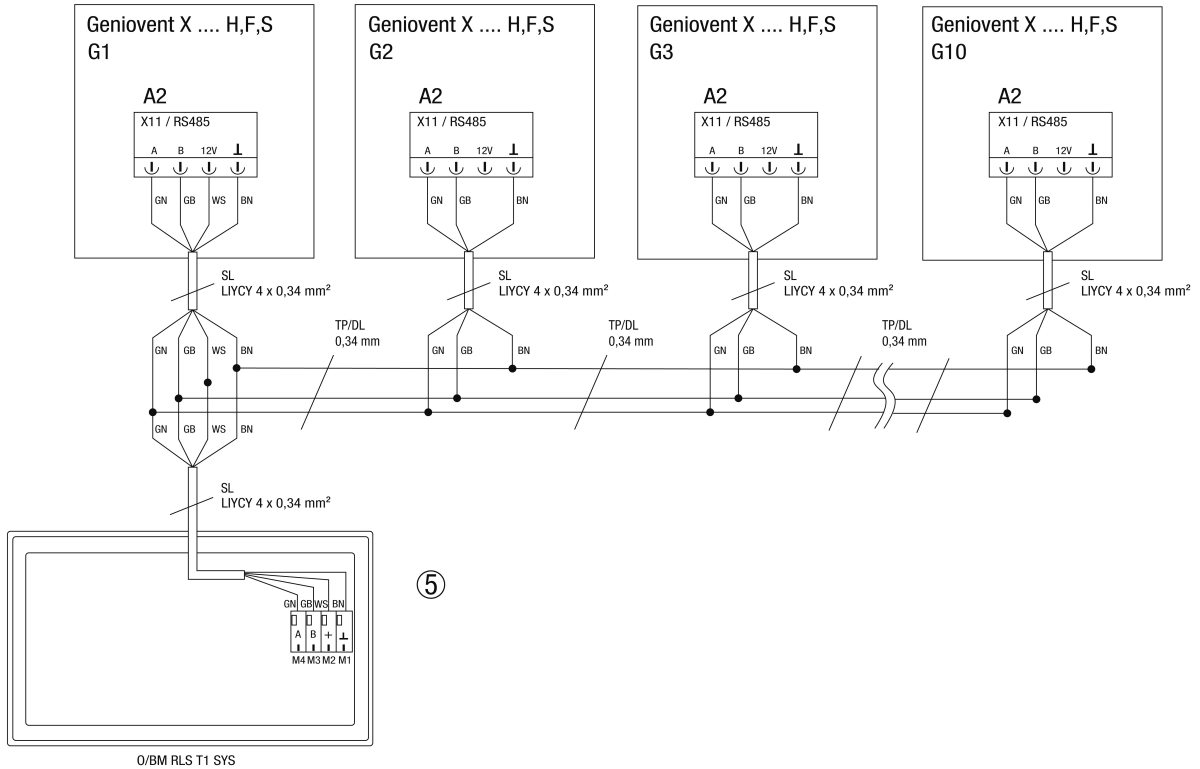 Geniovent X .... H,F,S
G1
A2
X11 / RS485
A B 12V ⊥
GN GB WS BN
SL
LIYCY 4 x 0,34 mm²
Geniovent X .... H,F,S
G2
A2
X11 / RS485
A B 12V ⊥
GN GB BN
SL
LIYCY 4 x 0,34 mm²
Geniovent X .... H,F,S
G3
A2
X11 / RS485
A B 12V ⊥
GN GB BN
SL
LIYCY 4 x 0,34 mm²
Geniovent X .... H,F,S
G10
A2
X11 / RS485
A B 12V ⊥
GN GB BN
SL
LIYCY 4 x 0,34 mm²
GN GB WS BN
TP/DL
0,34 mm
GN GB BN
TP/DL
0,34 mm
GN GB BN
TP/DL
0,34 mm
GN GB BN
GN GB WS BN
SL
LIYCY 4 x 0,34 mm²
⑤
GN GB WS BN
A B + ⊥
M4 M3 M2 M1
O/BM RLS T1 SYS